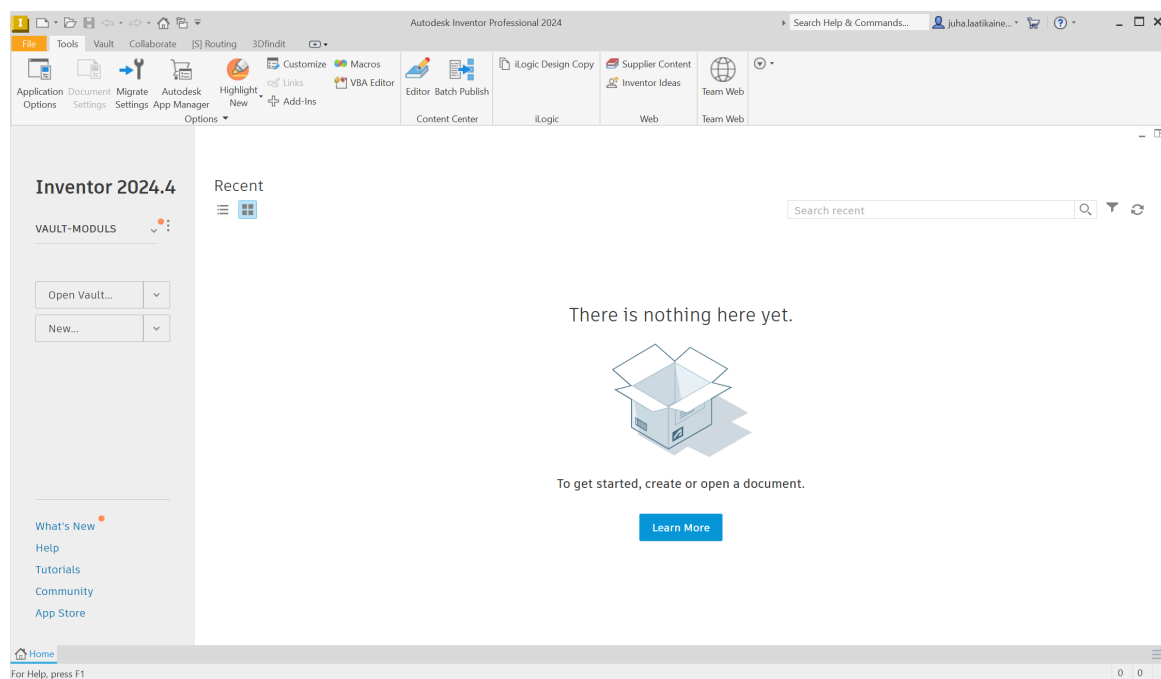 I
Autodesk Inventor Professional 2024
Search Help & Commands...
juha.laatikaine...
?
File Tools Vault Collaborate [S] Routing 3Dfindit
Application Options
Document Settings
Migrate Settings
Autodesk App Manager
Highlight New
Customize
Links
Add-Ins
Macros
VBA Editor
Options
Editor
Batch Publish
Content Center
iLogic Design Copy
iLogic
Supplier Content
Inventor Ideas
Web
Team Web
Team Web
Inventor 2024.4
VAULT-MODULS
Open Vault...
New...
What's New
Help
Tutorials
Community
App Store
Recent
Search recent
There is nothing here yet.
To get started, create or open a document.
Learn More
Home
For Help, press F1
0 0